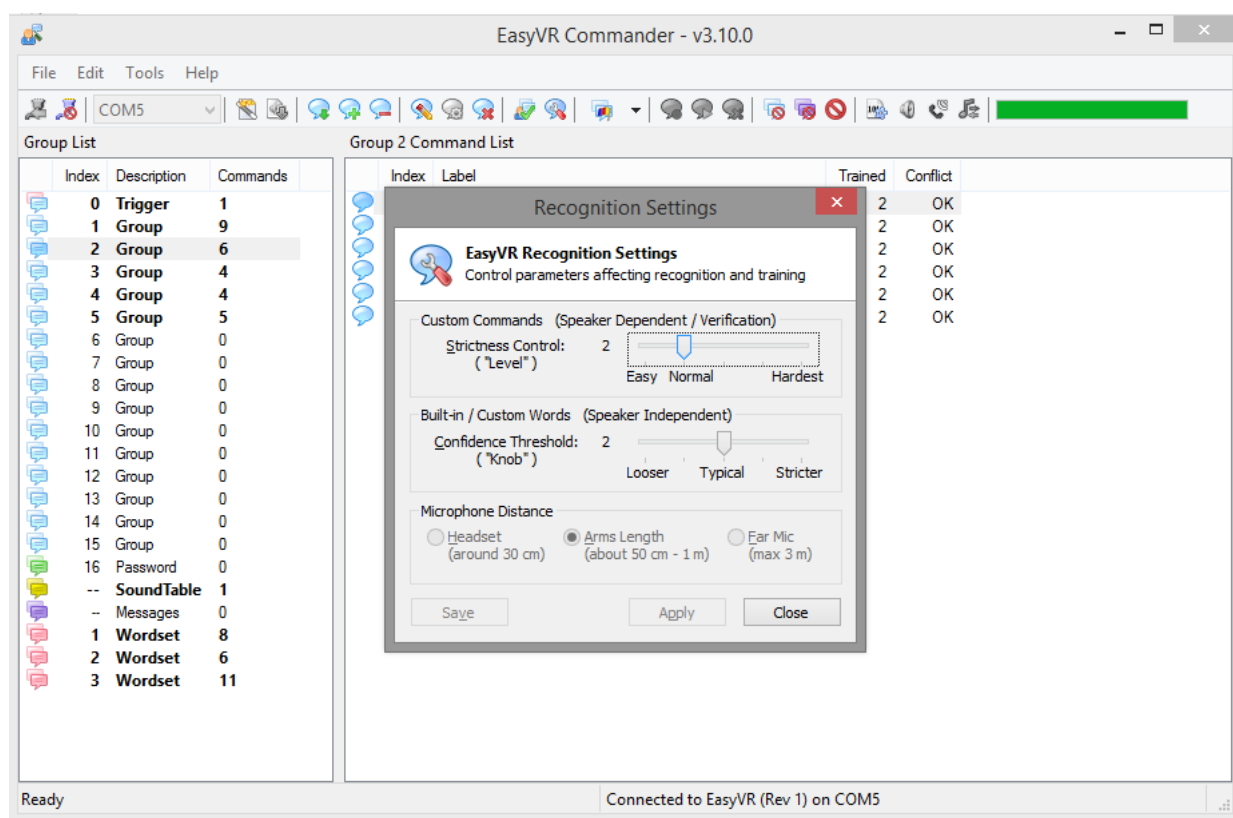 EasyVR Commander - v3.10.0
File Edit Tools Help
COM5
Group List
Group 2 Command List
Index Description Commands
Index Label Trained Conflict
0 Trigger 1
1 Group 9
2 Group 6
3 Group 4
4 Group 4
5 Group 5
6 Group 0
7 Group 0
8 Group 0
9 Group 0
10 Group 0
11 Group 0
12 Group 0
13 Group 0
14 Group 0
15 Group 0
16 Password 0
-- SoundTable 1
-- Messages 0
1 Wordset 8
2 Wordset 6
3 Wordset 11
2 OK
2 OK
2 OK
2 OK
2 OK
2 OK
Recognition Settings
EasyVR Recognition Settings
Control parameters affecting recognition and training
Custom Commands (Speaker Dependent / Verification)
Strictness Control: 2
( "Level" )
Easy Normal Hardest
Built-in / Custom Words (Speaker Independent)
Confidence Threshold: 2
( "Knob" )
Looser Typical Stricter
Microphone Distance
Headset Arms Length Far Mic
(around 30 cm) (about 50 cm - 1 m) (max 3 m)
Save Apply Close
Ready
Connected to EasyVR (Rev 1) on COM5